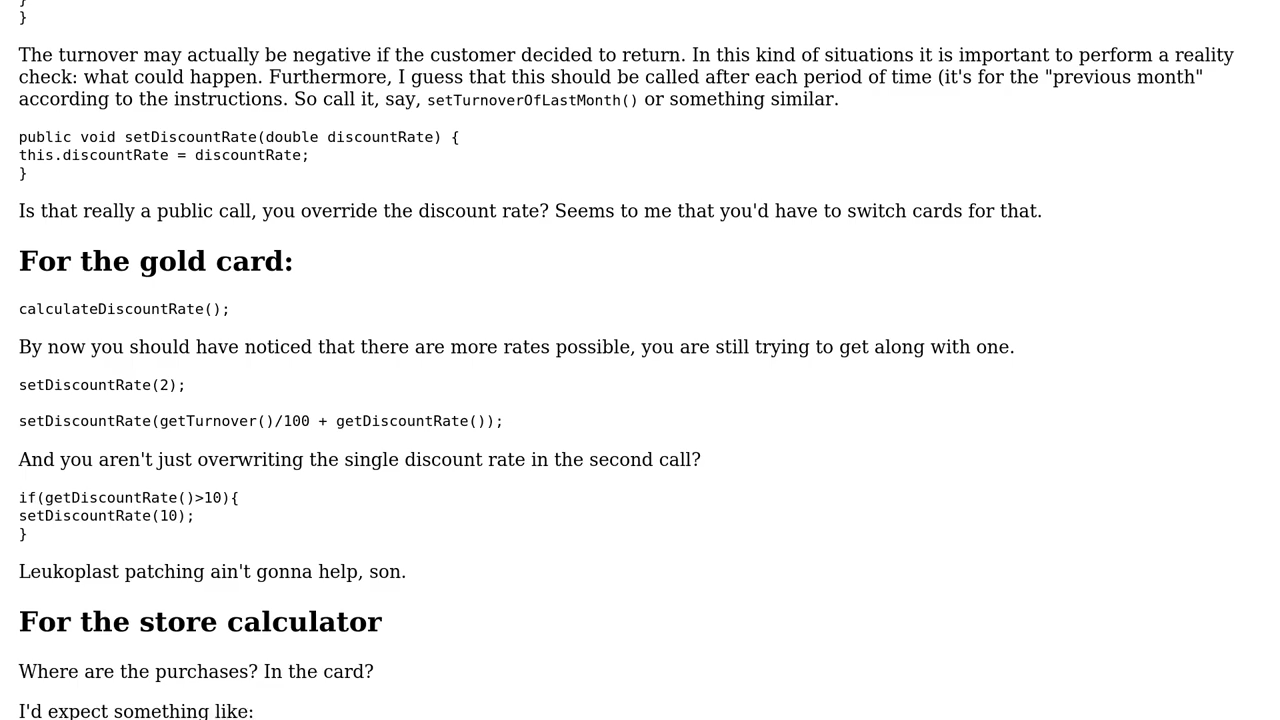 }
The turnover may actually be negative if the customer decided to return. In this kind of situations it is important to perform a reality
check: what could happen. Furthermore, I guess that this should be called after each period of time (it's for the "previous month"
according to the instructions. So call it, say, setTurnoverOfLastMonth() or something similar.
public void setDiscountRate(double discountRate) {
this.discountRate = discountRate;
}
Is that really a public call, you override the discount rate? Seems to me that you'd have to switch cards for that.
For the gold card:
calculateDiscountRate();
By now you should have noticed that there are more rates possible, you are still trying to get along with one.
setDiscountRate(2);
setDiscountRate(getTurnover()/100 + getDiscountRate());
And you aren't just overwriting the single discount rate in the second call?
if(getDiscountRate()>10){
setDiscountRate(10);
}
Leukoplast patching ain't gonna help, son.
For the store calculator
Where are the purchases? In the card?
I'd expect something like: